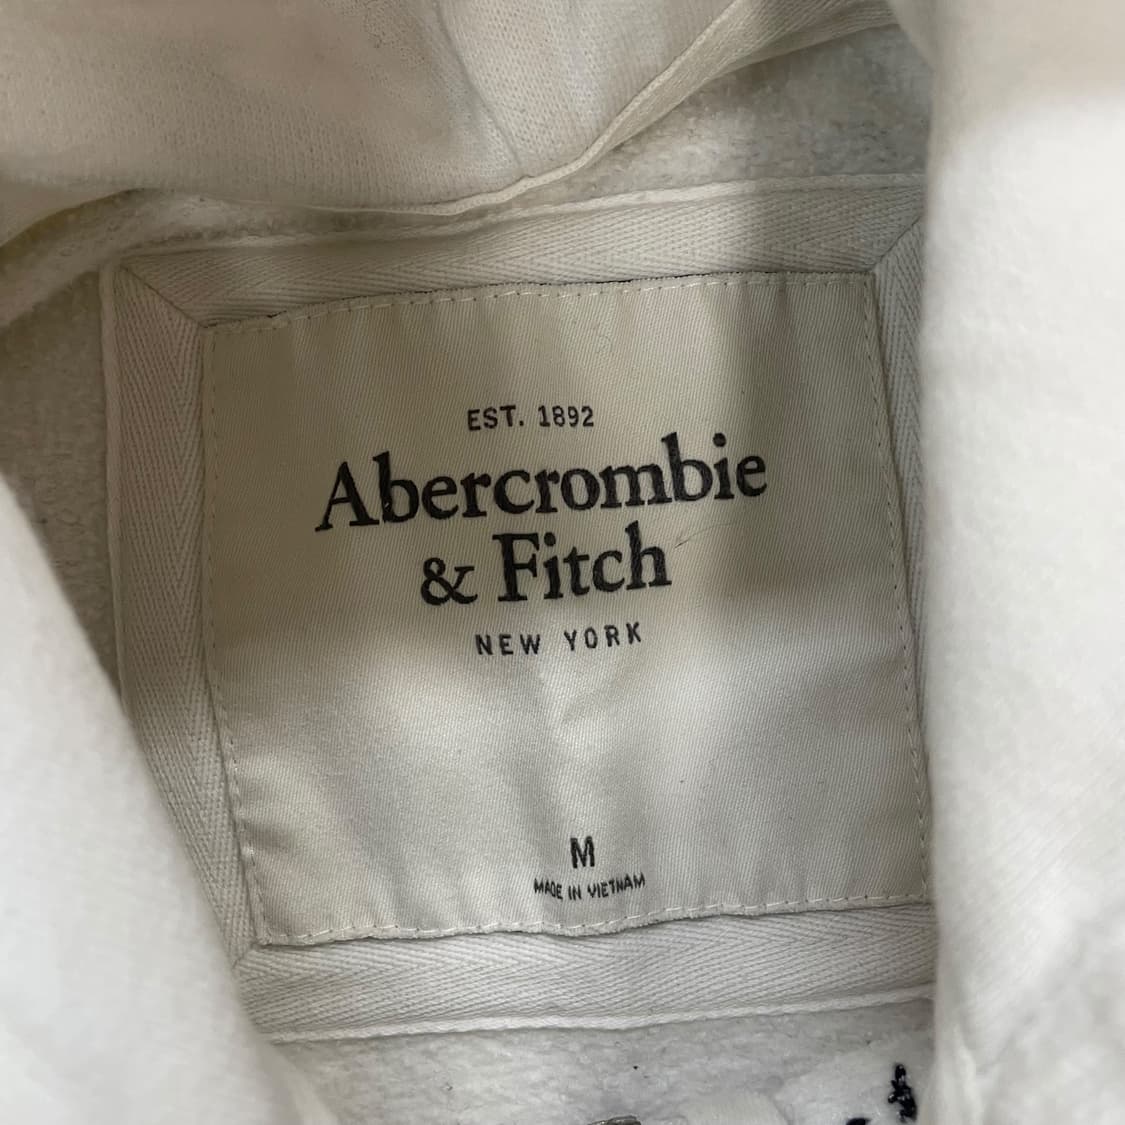 EST. 1892
Abercrombie
& Fitch
NEW YORK
M
MADE IN VIETNAM